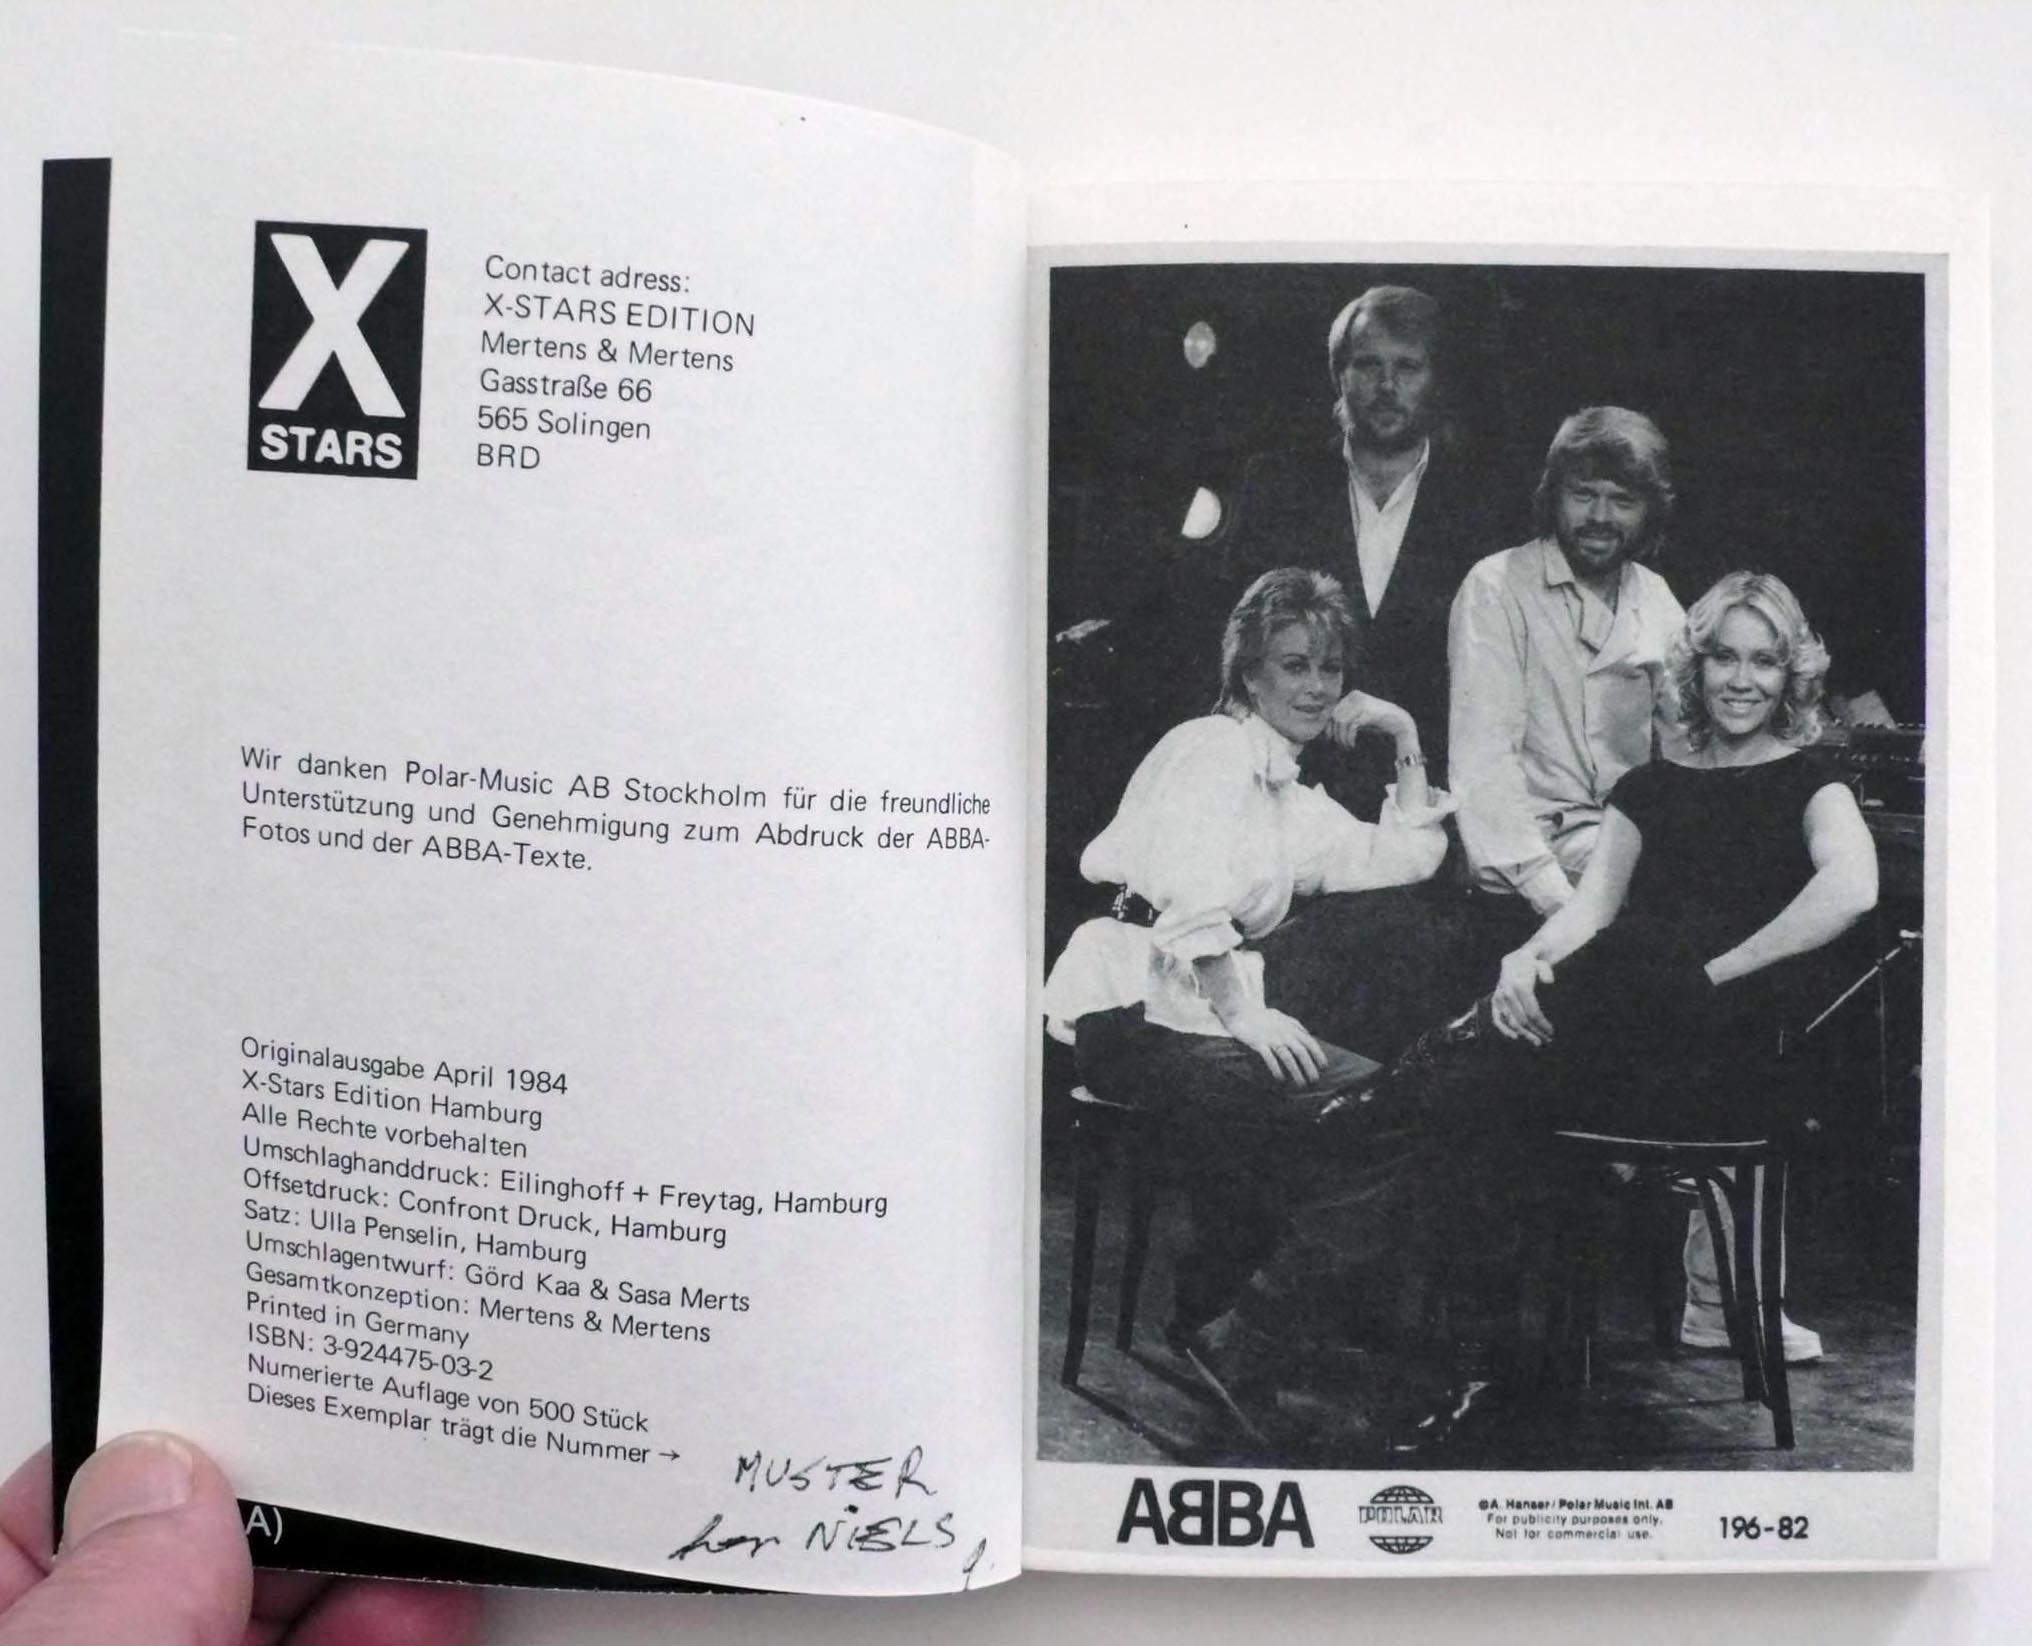 X
STARS
Contact adress:
X-STARS EDITION
Mertens & Mertens
Gasstraße 66
565 Solingen
BRD
Wir danken Polar-Music AB Stockholm für die freundliche
Unterstützung und Genehmigung zum Abdruck der ABBA-
Fotos und der ABBA-Texte.
Originalausgabe April 1984
X-Stars Edition Hamburg
Alle Rechte vorbehalten
Umschlaghanddruck: Eilinghoff + Freytag, Hamburg
Offsetdruck: Confront Druck, Hamburg
Satz: Ulla Penselin, Hamburg
Umschlagentwurf: Görd Kaa & Sasa Merts
Gesamtkonzeption: Mertens & Mertens
Printed in Germany
ISBN: 3-924475-03-2
Numerierte Auflage von 500 Stück
Dieses Exemplar trägt die Nummer →
MUSTER
NiELS
A)
ABBA
POLAR
©A. Hanser/Polar Music Int. AB
For publicity purposes only.
Not for commercial use.
196-82